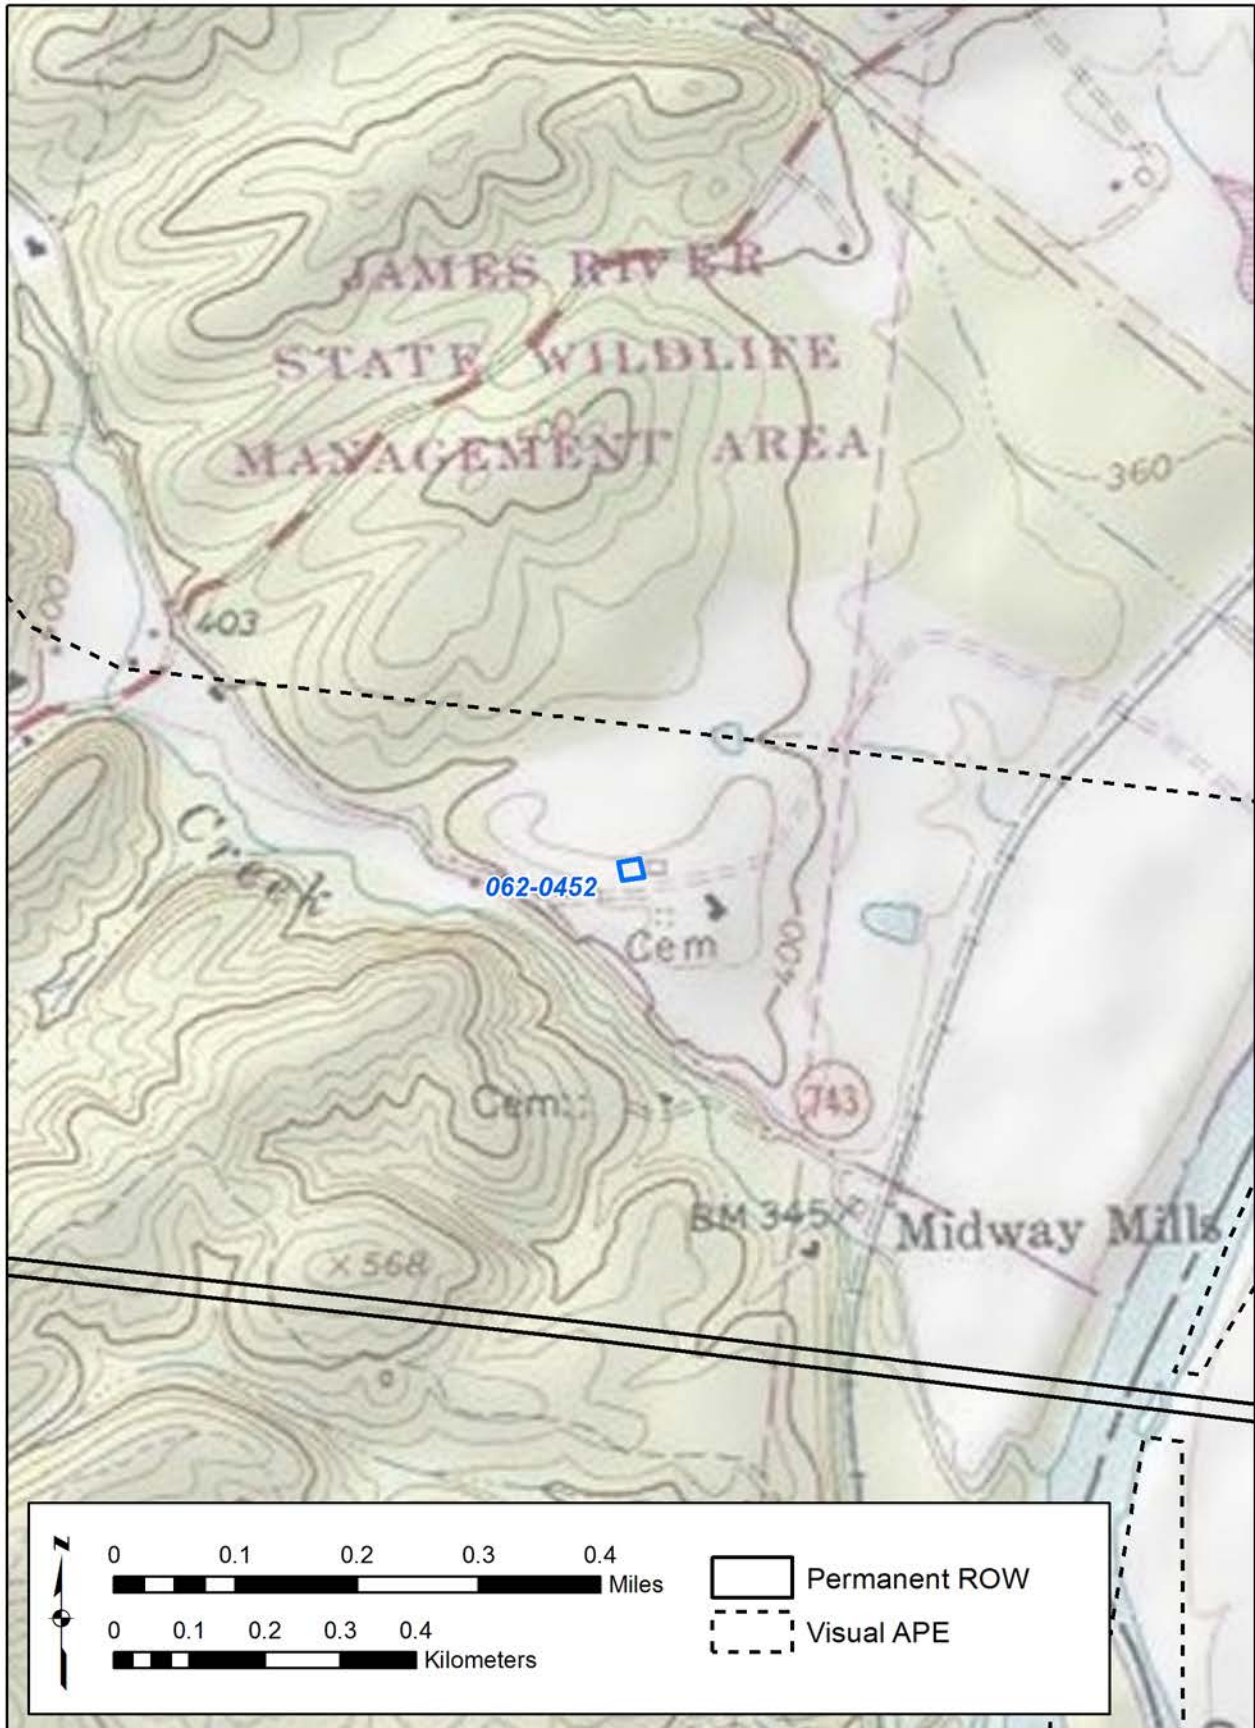 JAMES RIVER
STATE WILDLIFE
MANAGEMENT AREA
360
400
403
Creek
062-0452
Cem
400
Cem
743
BM 345
Midway Mills
568
N
0 0.1 0.2 0.3 0.4
Miles
0 0.1 0.2 0.3 0.4
Kilometers
Permanent ROW
Visual APE